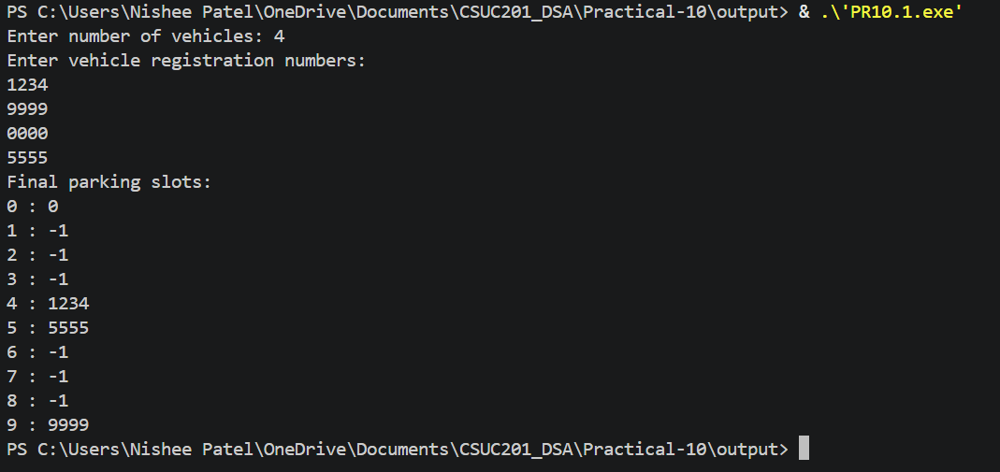 PS C:\Users\Nishee Patel\OneDrive\Documents\CSUC201_DSA\Practical-10\output> & .\'PR10.1.exe'
Enter number of vehicles: 4
Enter vehicle registration numbers:
1234
9999
0000
5555
Final parking slots:
0 : 0
1 : -1
2 : -1
3 : -1
4 : 1234
5 : 5555
6 : -1
7 : -1
8 : -1
9 : 9999
PS C:\Users\Nishee Patel\OneDrive\Documents\CSUC201_DSA\Practical-10\output>